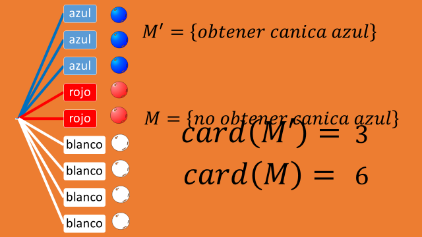 azul
azul
azul
rojo
rojo
blanco
blanco
blanco
blanco
M′ = {obtener canica azul}
M = {no obtener canica azul}
card(M′) = 3
card(M) = 6